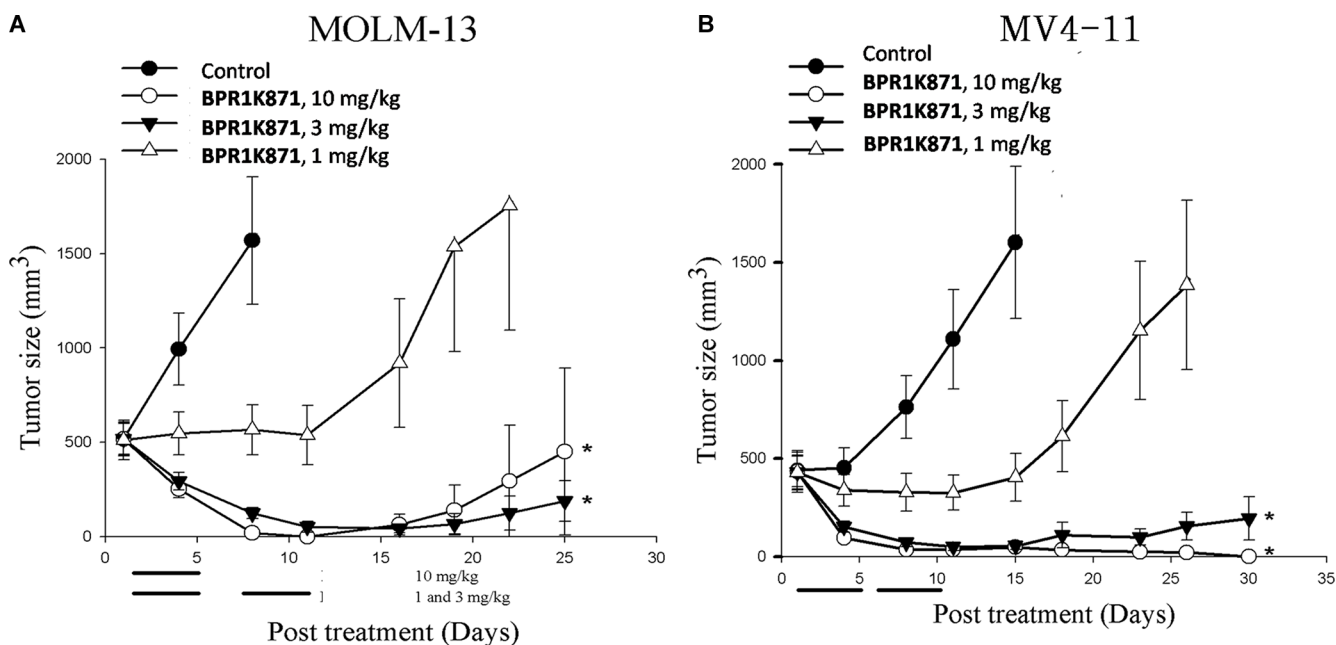 A
MOLM-13
Control
BPR1K871, 10 mg/kg
BPR1K871, 3 mg/kg
BPR1K871, 1 mg/kg
2000
1500
1000
500
0
Tumor size (mm³)
0 5 10 15 20 25 30
*
*
10 mg/kg
1 and 3 mg/kg
Post treatment (Days)
B
MV4-11
Control
BPR1K871, 10 mg/kg
BPR1K871, 3 mg/kg
BPR1K871, 1 mg/kg
2000
1500
1000
500
0
Tumor size (mm³)
0 5 10 15 20 25 30 35
*
*
Post treatment (Days)